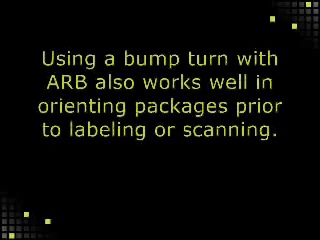 Using a bump turn with
ARB also works well in
orienting packages prior
to labeling or scanning.